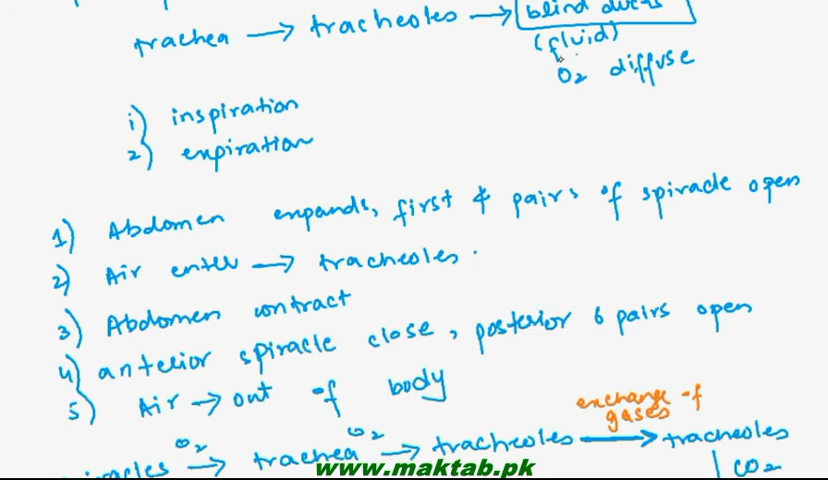 trachea → tracheoles → blind ducts
(fluid)
O2 diffuse
i) inspiration
2) expiration
1) Abdomen expands, first 4 pairs of spiracle open
2) Air enter → tracheoles.
3) Abdomen contract
4) anterior spiracle close, posterior 6 pairs open
5) Air → out of body
exchange of
gases
O2 O2
spiracles → trachea → tracheoles → tracheoles
CO2
www.maktab.pk